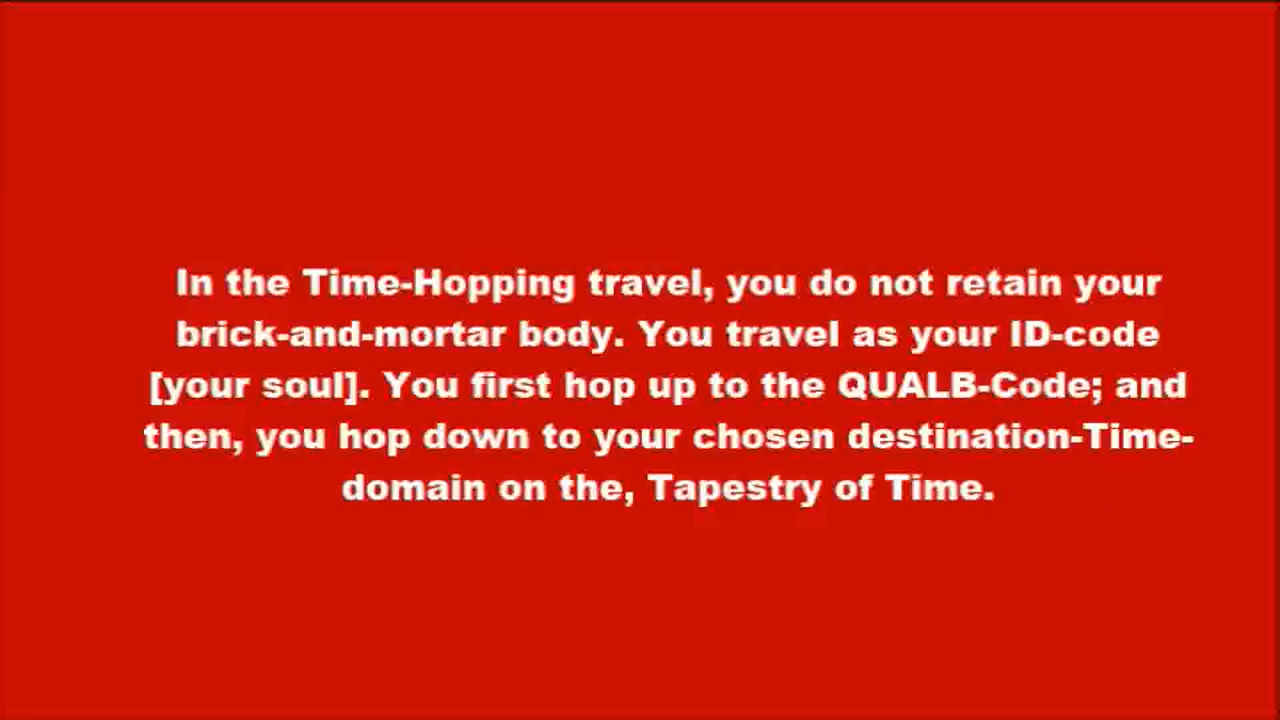 In the Time-Hopping travel, you do not retain your
brick-and-mortar body. You travel as your ID-code
[your soul]. You first hop up to the QUALB-Code; and
then, you hop down to your chosen destination-Time-
domain on the, Tapestry of Time.